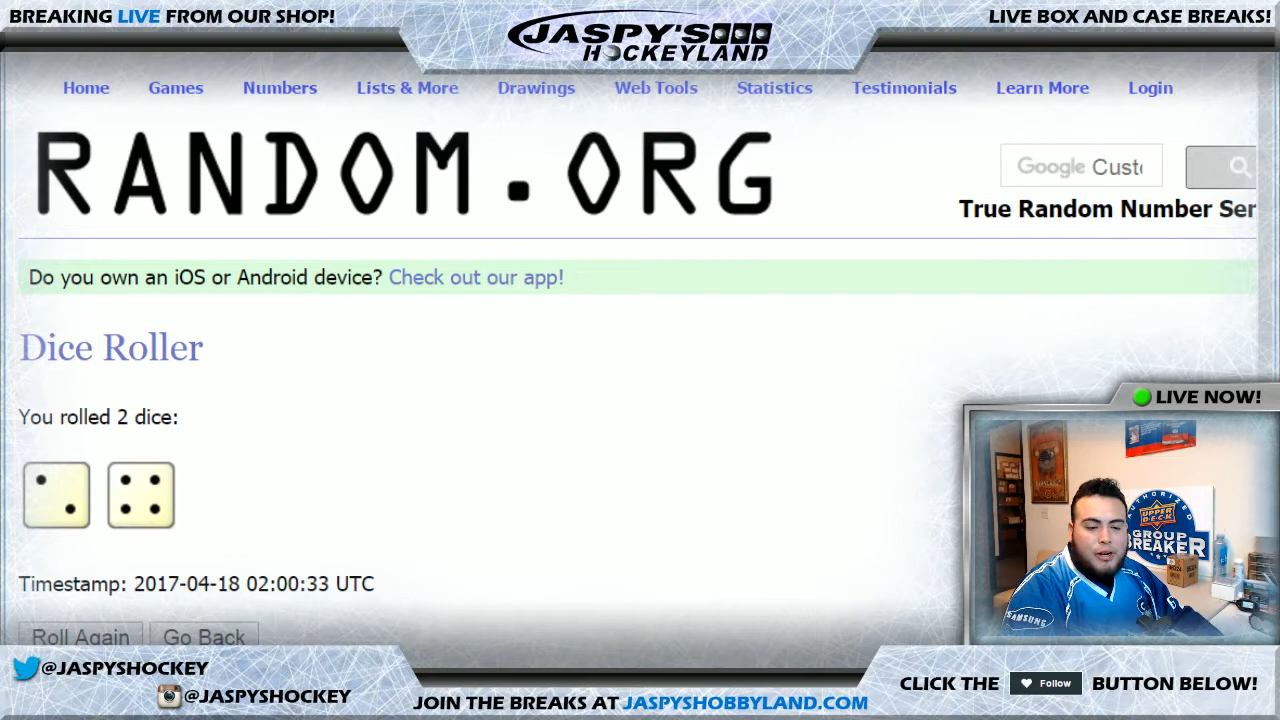 BREAKING LIVE FROM OUR SHOP!
JASPY'S
HOCKEYLAND
LIVE BOX AND CASE BREAKS!
Home Games Numbers Lists & More Drawings Web Tools Statistics Testimonials Learn More Login
RANDOM.ORG
Google Custo
True Random Number Ser
Do you own an iOS or Android device? Check out our app!
Dice Roller
You rolled 2 dice:
Timestamp: 2017-04-18 02:00:33 UTC
Roll Again Go Back
LIVE NOW!
AUTHORIZED
UPPER DECK
GROUP
BREAKER
SAMSUNG
@JASPYSHOCKEY
@JASPYSHOCKEY
JOIN THE BREAKS AT JASPYSHOBBYLAND.COM
CLICK THE Follow BUTTON BELOW!